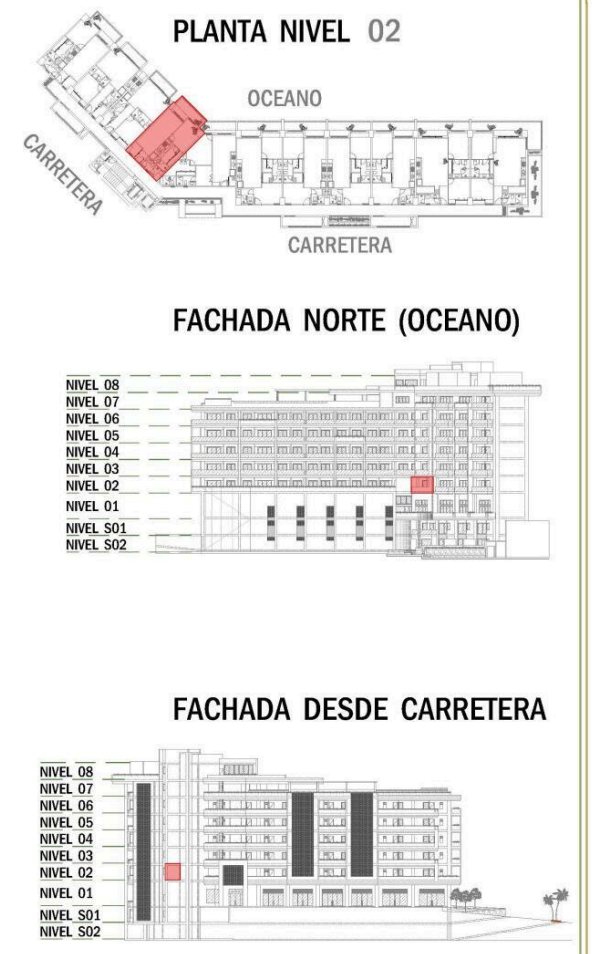 PLANTA NIVEL 02
OCEANO
CARRETERA
CARRETERA
FACHADA NORTE (OCEANO)
NIVEL 08
NIVEL 07
NIVEL 06
NIVEL 05
NIVEL 04
NIVEL 03
NIVEL 02
NIVEL 01
NIVEL S01
NIVEL S02
FACHADA DESDE CARRETERA
NIVEL 08
NIVEL 07
NIVEL 06
NIVEL 05
NIVEL 04
NIVEL 03
NIVEL 02
NIVEL 01
NIVEL S01
NIVEL S02